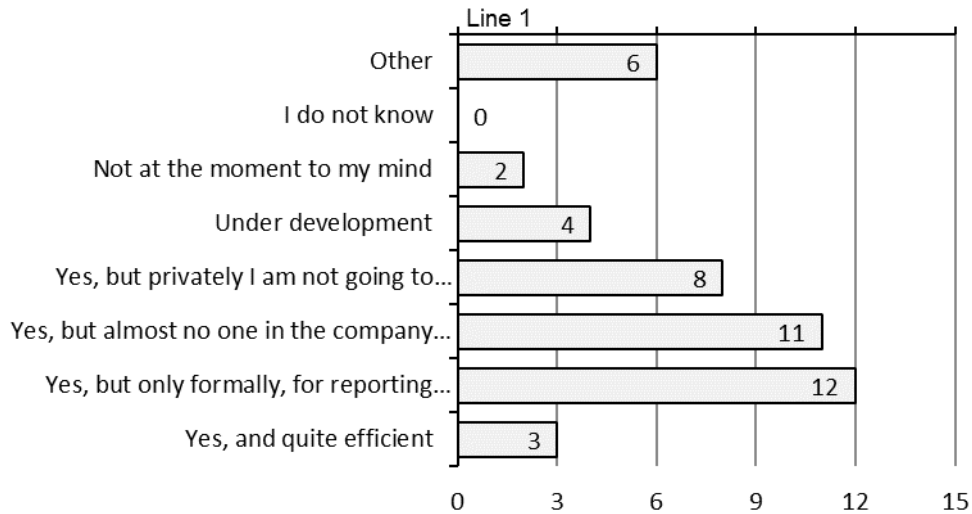 Line 1
Other 6
I do not know 0
Not at the moment to my mind 2
Under development 4
Yes, but privately I am not going to... 8
Yes, but almost no one in the company... 11
Yes, but only formally, for reporting... 12
Yes, and quite efficient 3
0 3 6 9 12 15